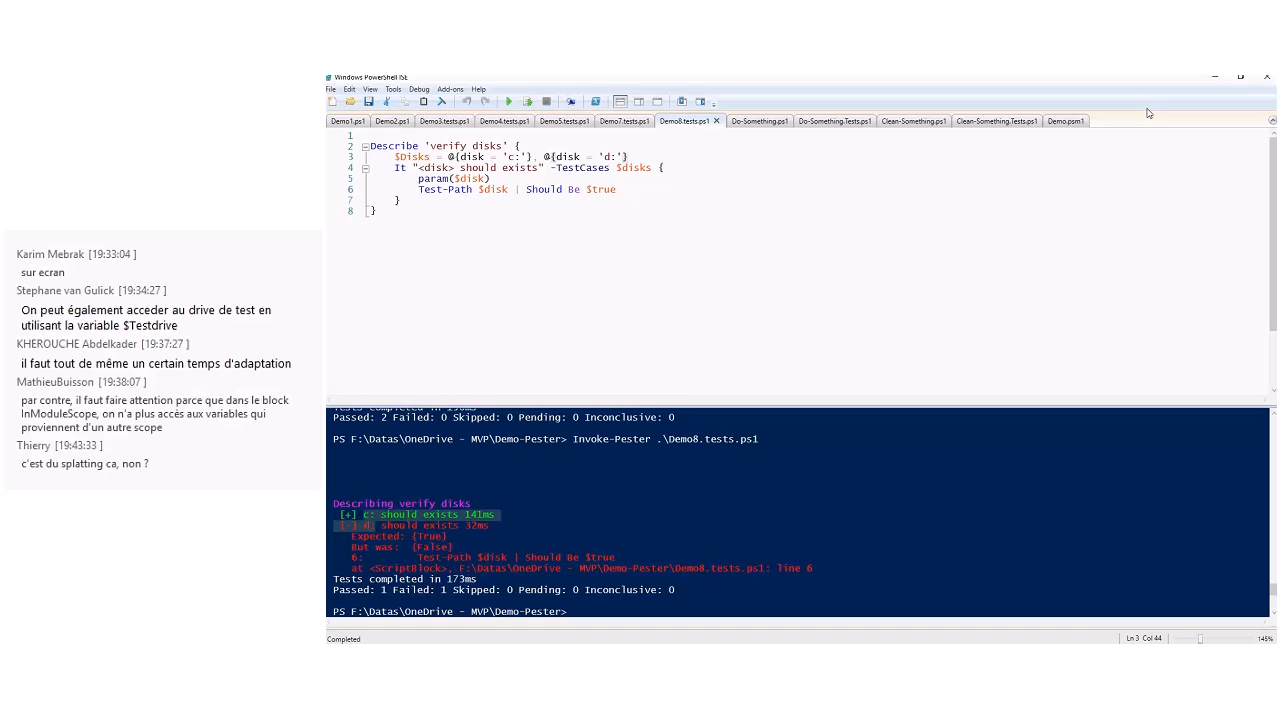 Karim Mebrak [19:33:04 ]
sur ecran
Stephane van Gulick [19:34:27 ]
On peut également acceder au drive de test en
utilisant la variable $Testdrive
KHEROUCHE Abdelkader [19:37:27 ]
il faut tout de même un certain temps d'adaptation
MathieuBuisson [19:38:07 ]
par contre, il faut faire attention parce que dans le block
InModuleScope, on n'a plus accès aux variables qui
proviennent d'un autre scope
Thierry [19:43:33 ]
c'est du splatting ca, non ?
Windows PowerShell ISE
File Edit View Tools Debug Add-ons Help
Demo1.ps1 Demo2.ps1 Demo3.tests.ps1 Demo4.tests.ps1 Demo5.tests.ps1 Demo7.tests.ps1 Demo8.tests.ps1 Do-Something.ps1 Do-Something.Tests.ps1 Clean-Something.ps1 Clean-Something.Tests.ps1 Demo.psm1
1
2 Describe 'verify disks' {
3 $Disks = @{disk = 'c:'}, @{disk = 'd:'}
4 It "<disk> should exists" -TestCases $disks {
5 param($disk)
6 Test-Path $disk | Should Be $true
7 }
8 }
Tests completed in 190ms
Passed: 2 Failed: 0 Skipped: 0 Pending: 0 Inconclusive: 0
PS F:\Datas\OneDrive - MVP\Demo-Pester> Invoke-Pester .\Demo8.tests.ps1
Describing verify disks
[+] c: should exists 141ms
[-] d: should exists 32ms
Expected: {True}
But was: {False}
6: Test-Path $disk | Should Be $true
at <ScriptBlock>, F:\Datas\OneDrive - MVP\Demo-Pester\Demo8.tests.ps1: line 6
Tests completed in 173ms
Passed: 1 Failed: 1 Skipped: 0 Pending: 0 Inconclusive: 0
PS F:\Datas\OneDrive - MVP\Demo-Pester>
Completed
Ln 3 Col 44
145%